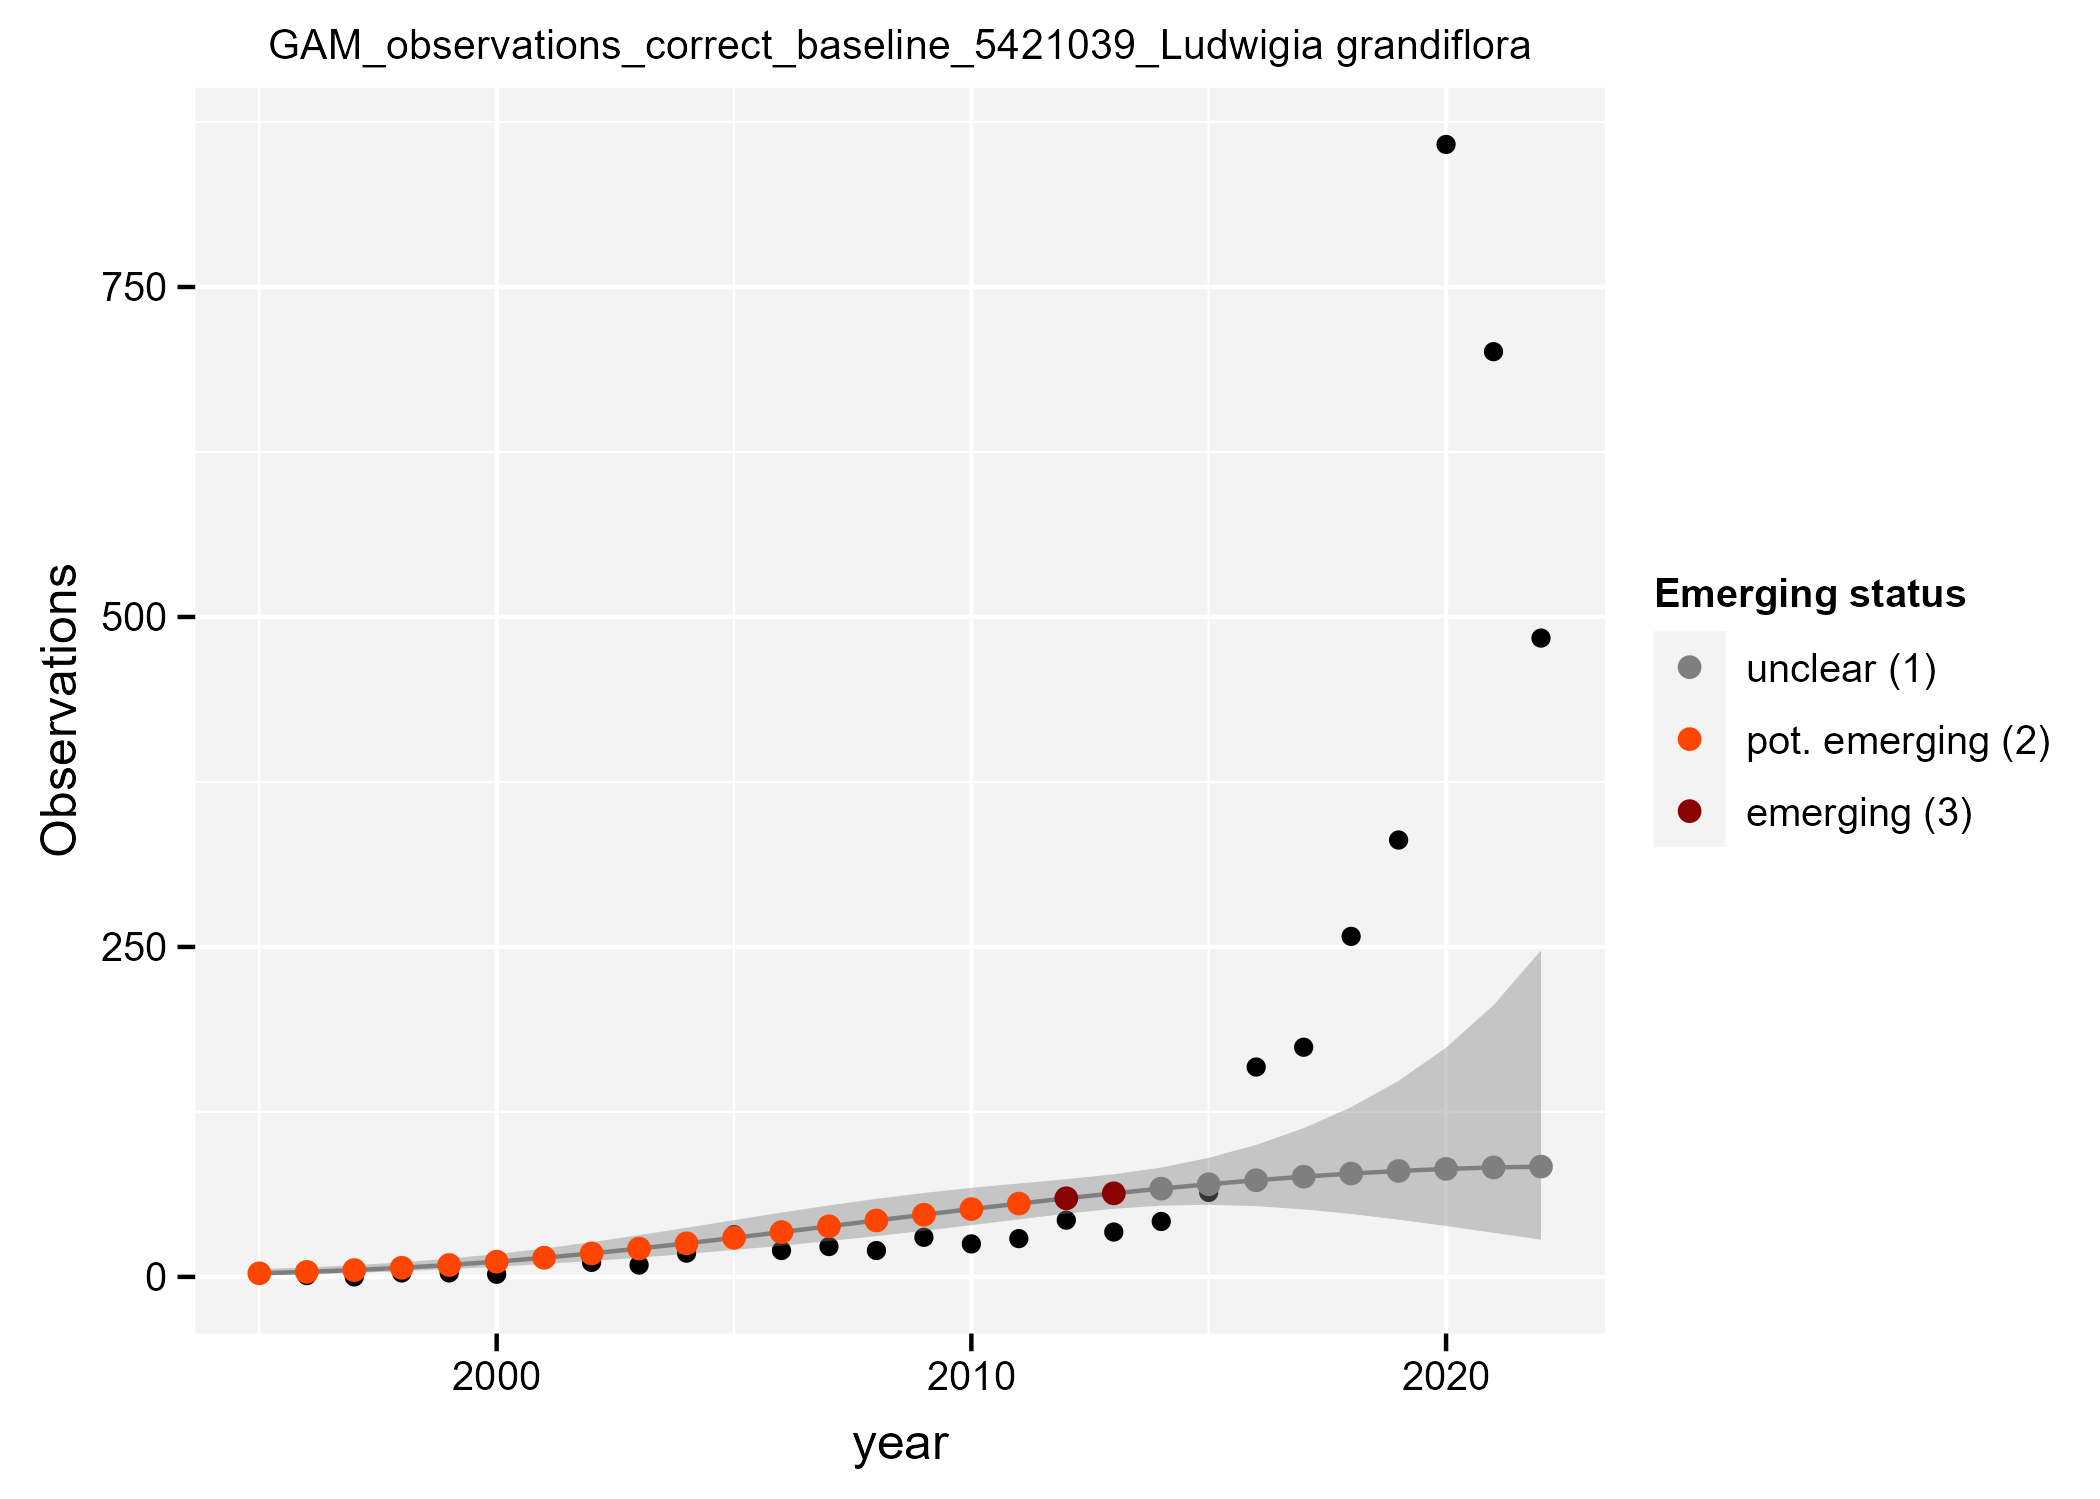 GAM_observations_correct_baseline_5421039_Ludwigia grandiflora
Observations
750
500
250
0
2000
2010
2020
year
Emerging status
unclear (1)
pot. emerging (2)
emerging (3)